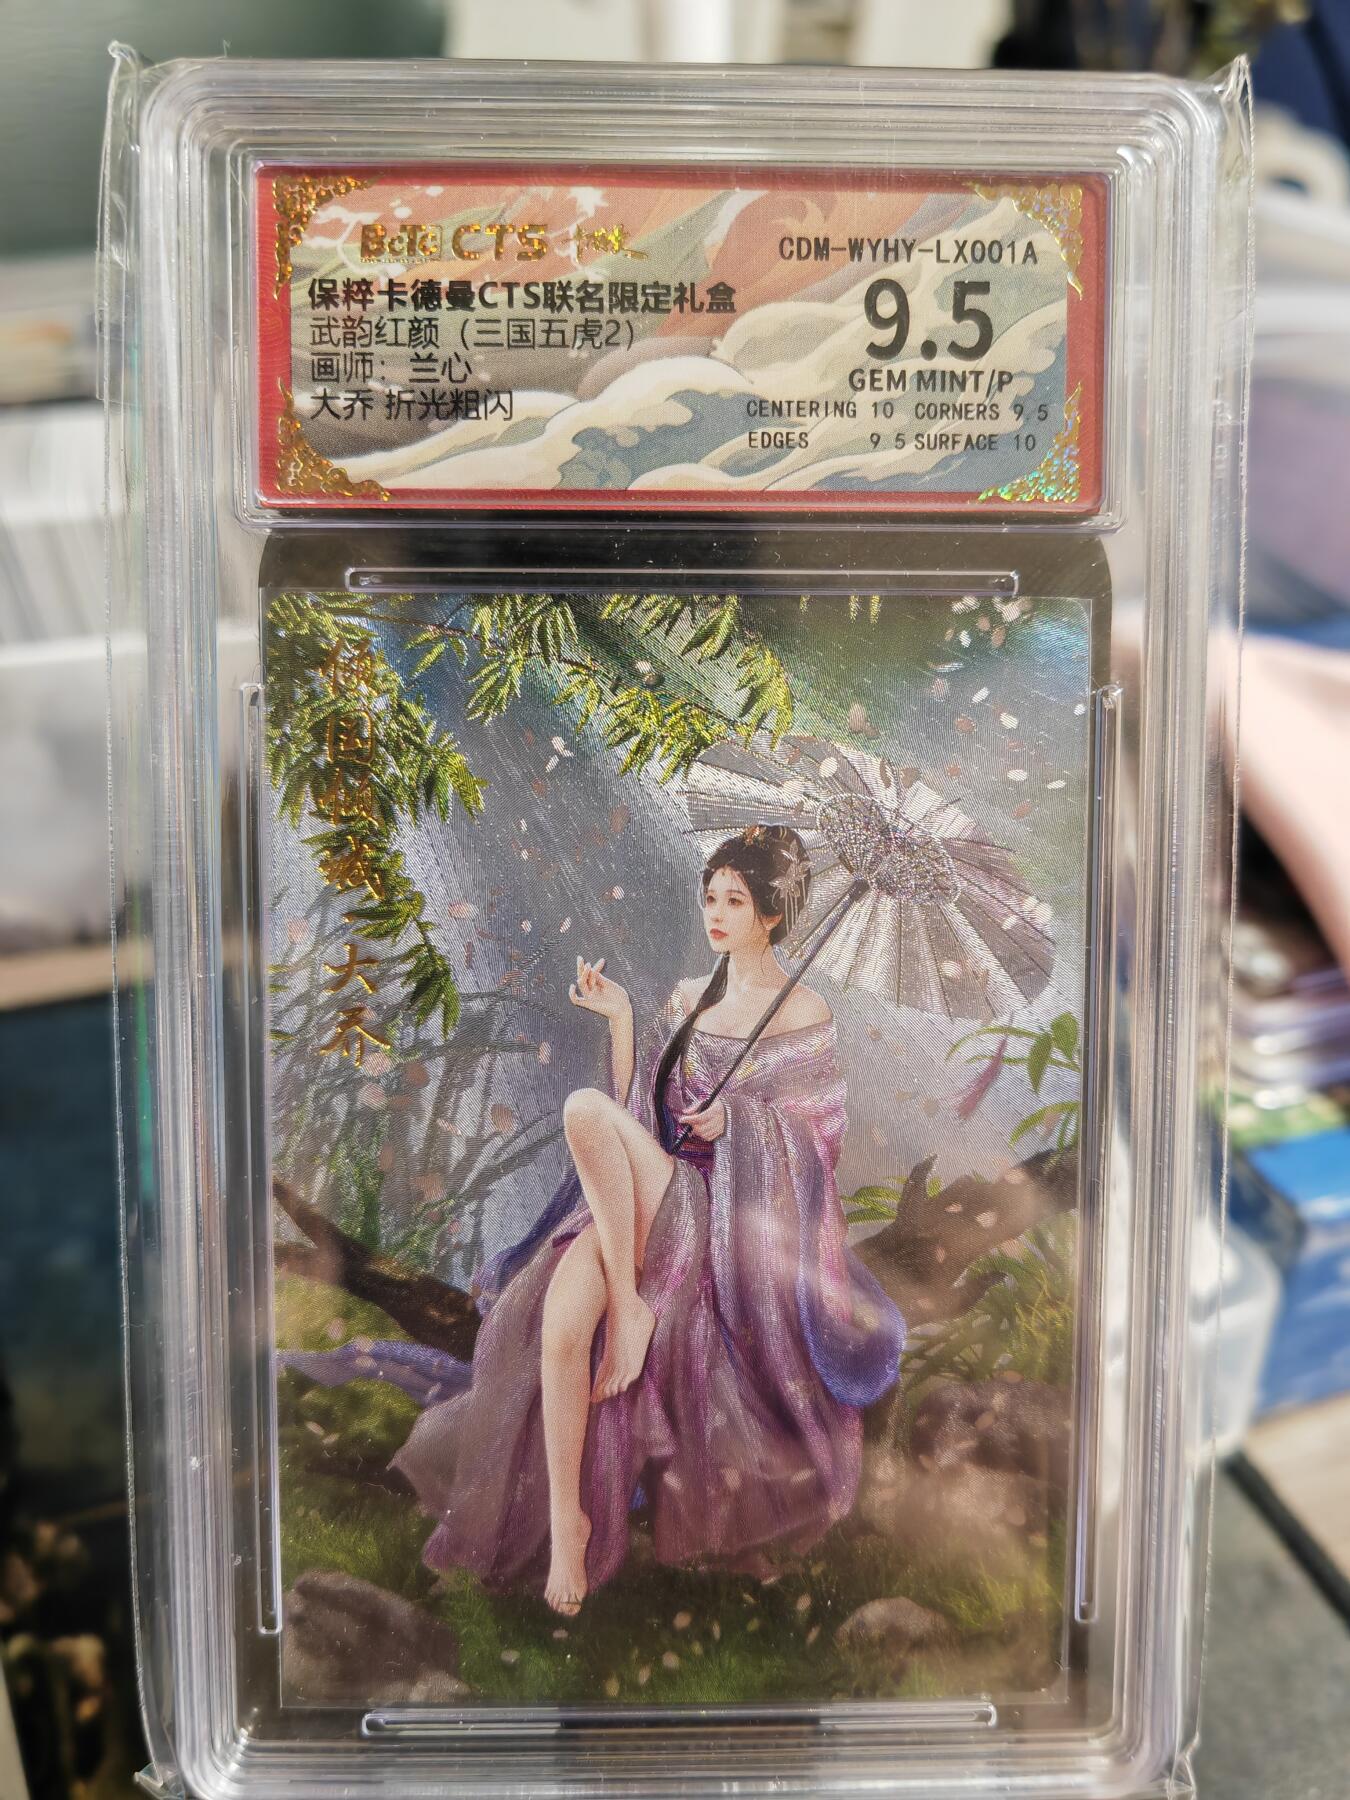 BCTC CTS 卡世
CDM-WYHY-LX001A
保粹卡德曼CTS联名限定礼盒
9.5
武韵红颜（三国五虎2）
画师：兰心
GEM MINT/P
大乔 折光粗闪
CENTERING 10 CORNERS 9.5
EDGES 9.5 SURFACE 10
倾国倾城-大乔